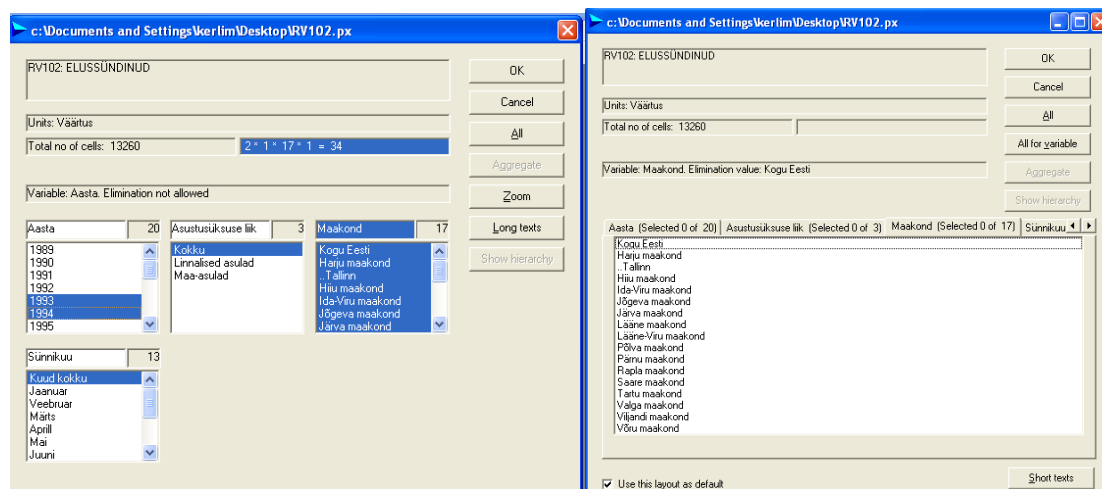 c:\Documents and Settings\kerlim\Desktop\RV102.px
RV102: ELUSSÜNDINUD
OK
Cancel
Units: Väärtus
All
Total no of cells: 13260
2 * 1 * 17 * 1 = 34
Aggregate
Variable: Aasta. Elimination not allowed
Zoom
Aasta 20
Asustusüksuse liik 3
Maakond 17
Long texts
Show hierarchy
1989
1990
1991
1992
1993
1994
1995
Kokku
Linnalised asulad
Maa-asulad
Kogu Eesti
Harju maakond
..Tallinn
Hiiu maakond
Ida-Viru maakond
Jõgeva maakond
Järva maakond
Sünnikuu 13
Kuud kokku
Jaanuar
Veebruar
Märts
Aprill
Mai
Juuni
c:\Documents and Settings\kerlim\Desktop\RV102.px
RV102: ELUSSÜNDINUD
OK
Cancel
Units: Väärtus
All
Total no of cells: 13260
All for variable
Variable: Maakond. Elimination value: Kogu Eesti
Aggregate
Show hierarchy
Aasta (Selected 0 of 20)
Asustusüksuse liik (Selected 0 of 3)
Maakond (Selected 0 of 17)
Sünnikuu
Kogu Eesti
Harju maakond
..Tallinn
Hiiu maakond
Ida-Viru maakond
Jõgeva maakond
Järva maakond
Lääne maakond
Lääne-Viru maakond
Põlva maakond
Pärnu maakond
Rapla maakond
Saare maakond
Tartu maakond
Valga maakond
Viljandi maakond
Võru maakond
Use this layout as default
Short texts